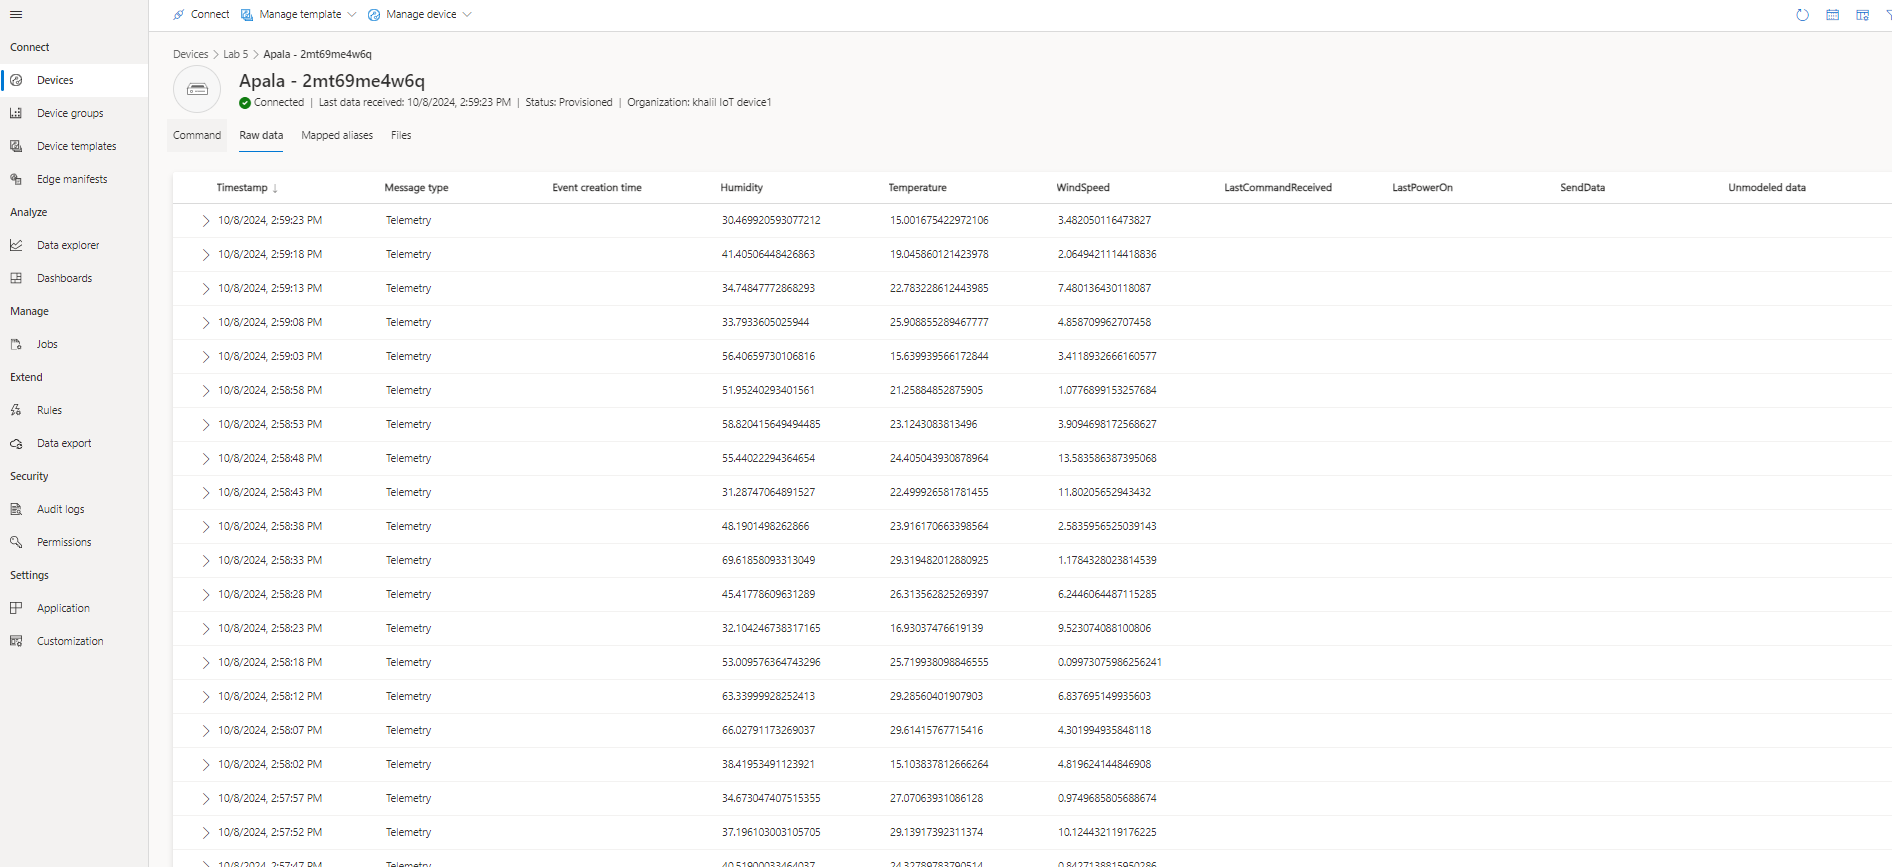 Connect Manage template Manage device
Connect
Devices
Device groups
Device templates
Edge manifests
Analyze
Data explorer
Dashboards
Manage
Jobs
Extend
Rules
Data export
Security
Audit logs
Permissions
Settings
Application
Customization
Devices > Lab 5 > Apala - 2mt69me4w6q
Apala - 2mt69me4w6q
Connected | Last data received: 10/8/2024, 2:59:23 PM | Status: Provisioned | Organization: khalil IoT device1
Command Raw data Mapped aliases Files
Timestamp ↓ Message type Event creation time Humidity Temperature WindSpeed LastCommandReceived LastPowerOn SendData Unmodeled data
10/8/2024, 2:59:23 PM Telemetry 30.469920593077212 15.001675422972106 3.482050116473827
10/8/2024, 2:59:18 PM Telemetry 41.40506448426863 19.045860121423978 2.0649421114418836
10/8/2024, 2:59:13 PM Telemetry 34.74847772868293 22.783228612443985 7.480136430118087
10/8/2024, 2:59:08 PM Telemetry 33.7933605025944 25.908855289467777 4.858709962707458
10/8/2024, 2:59:03 PM Telemetry 56.40659730106816 15.639939566172844 3.4118932666160577
10/8/2024, 2:58:58 PM Telemetry 51.95240293401561 21.25884852875905 1.0776899153257684
10/8/2024, 2:58:53 PM Telemetry 58.820415649494485 23.1243083813496 3.9094698172568627
10/8/2024, 2:58:48 PM Telemetry 55.44022294364654 24.405043930878964 13.583586387395068
10/8/2024, 2:58:43 PM Telemetry 31.28747064891527 22.499926581781455 11.80205652943432
10/8/2024, 2:58:38 PM Telemetry 48.1901498262866 23.916170663398564 2.5835956525039143
10/8/2024, 2:58:33 PM Telemetry 69.61858093313049 29.319482012880925 1.1784328023814539
10/8/2024, 2:58:28 PM Telemetry 45.41778609631289 26.313562825269397 6.2446064487115285
10/8/2024, 2:58:23 PM Telemetry 32.104246738317165 16.93037476619139 9.523074088100806
10/8/2024, 2:58:18 PM Telemetry 53.009576364743296 25.719938098846555 0.09973075986256241
10/8/2024, 2:58:12 PM Telemetry 63.33999928252413 29.28560401907903 6.837695149935603
10/8/2024, 2:58:07 PM Telemetry 66.02791173269037 29.61415767715416 4.301994935848118
10/8/2024, 2:58:02 PM Telemetry 38.41953491123921 15.103837812666264 4.819624144846908
10/8/2024, 2:57:57 PM Telemetry 34.673047407515355 27.07063931086128 0.9749685805688674
10/8/2024, 2:57:52 PM Telemetry 37.196103003105705 29.13917392311374 10.124432119176225
10/8/2024, 2:57:47 PM Telemetry 40.51900033464037 24.32789783790514 0.8427138815950286